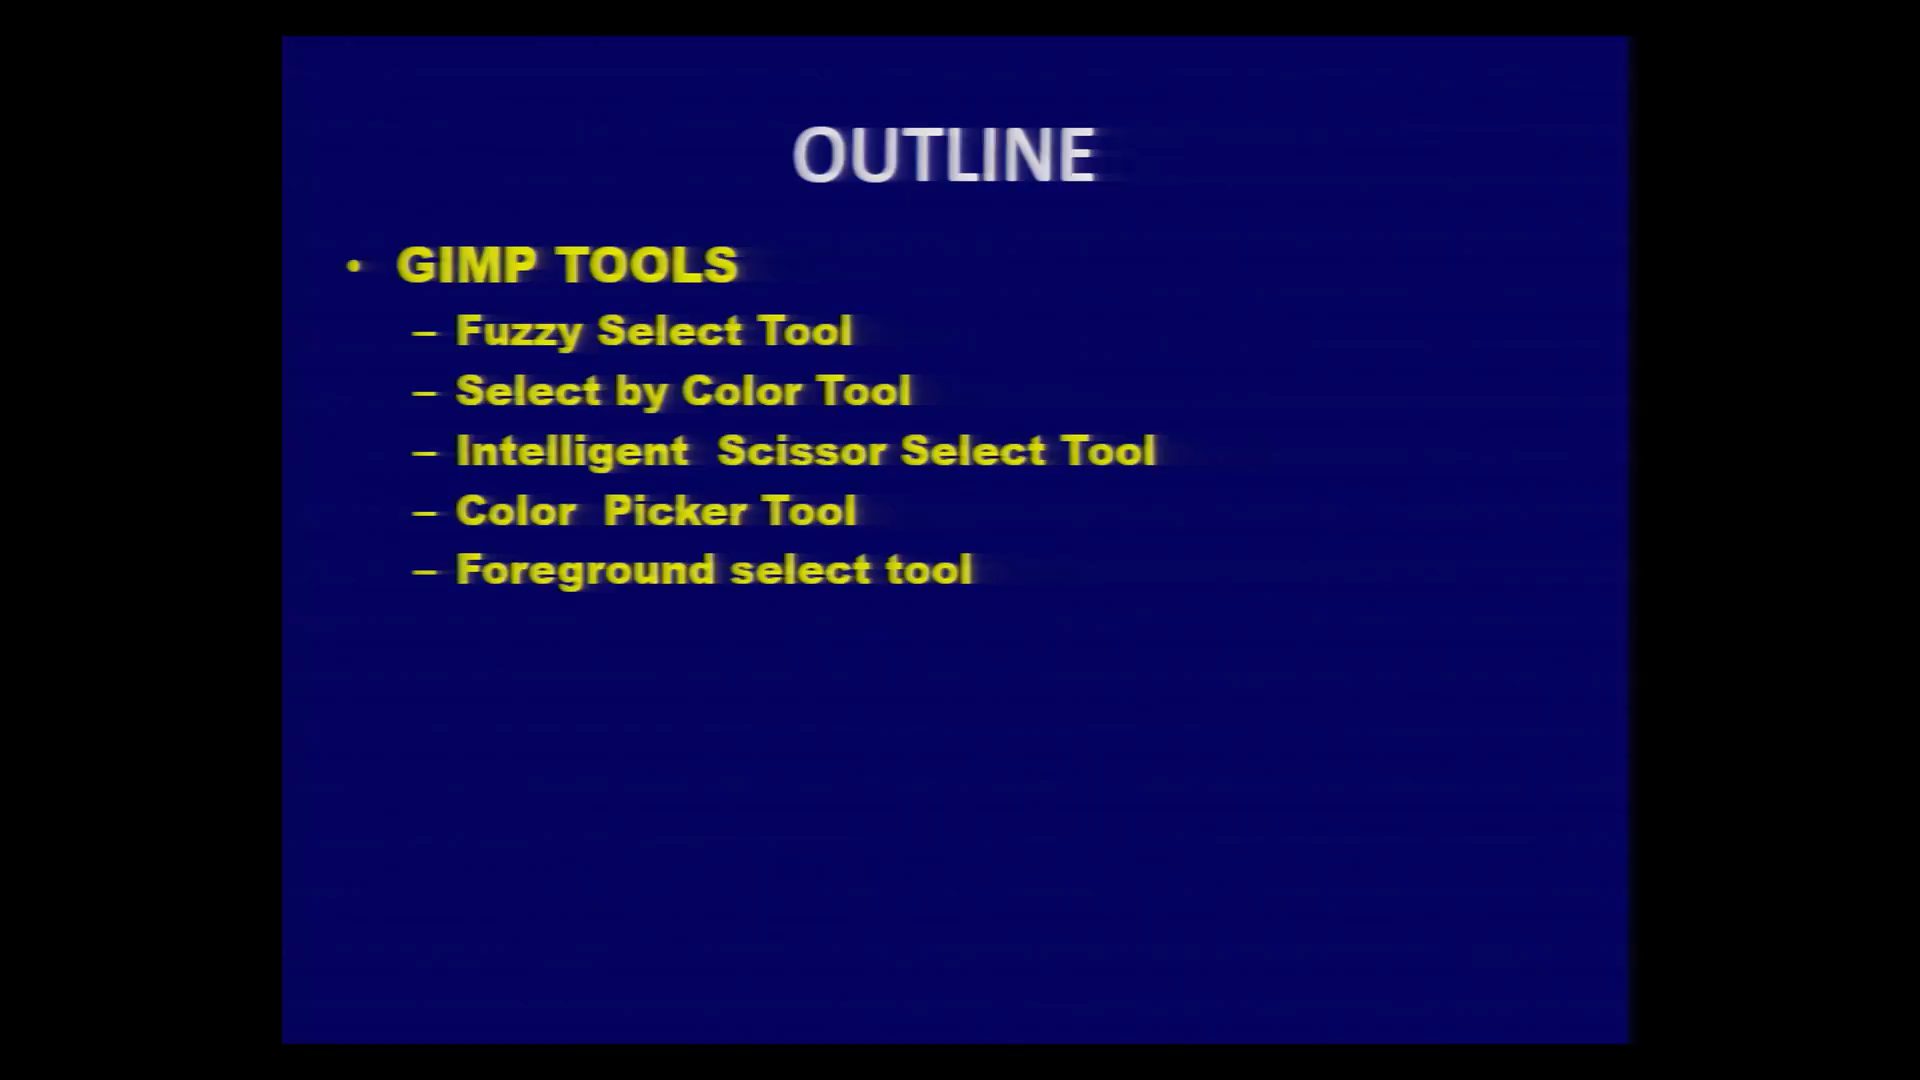 OUTLINE
• GIMP TOOLS
– Fuzzy Select Tool
– Select by Color Tool
– Intelligent  Scissor Select Tool
– Color  Picker Tool
– Foreground select tool